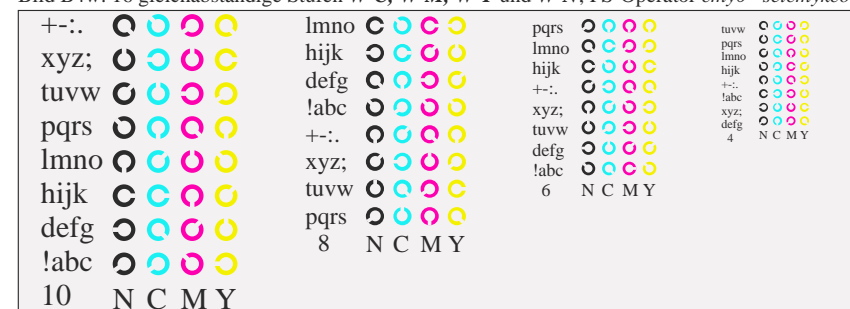 +-:.
xyz;
tuvw
pqrs
lmno
hijk
defg
!abc
10 N C M Y
lmno
hijk
defg
!abc
+-:.
xyz;
tuvw
pqrs
8 N C M Y
pqrs
lmno
hijk
+-:.
xyz;
tuvw
defg
!abc
6 N C M Y
tuvw
pqrs
lmno
hijk
+-:.
!abc
xyz;
defg
4 N C M Y